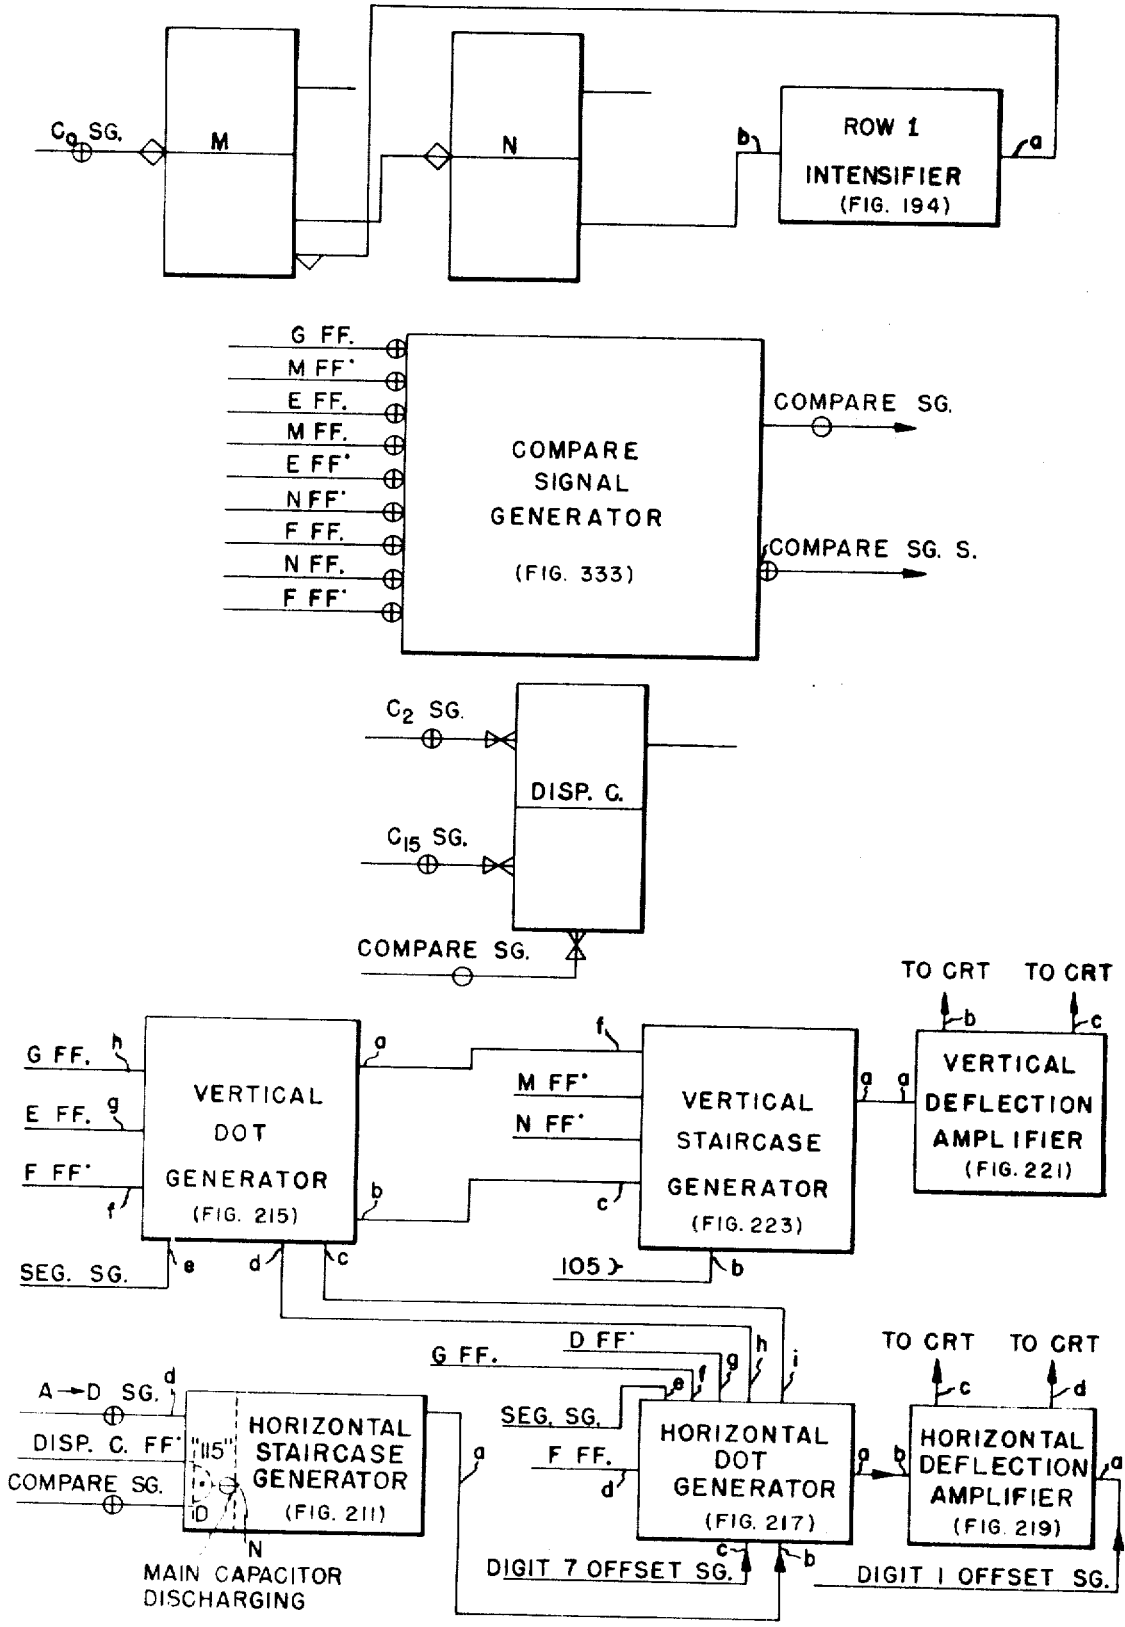 C0 SG.
M
N
b
ROW 1
INTENSIFIER
(FIG. 194)
a
G FF.
M FF'
E FF.
M FF.
E FF'
N FF'
F FF.
N FF.
F FF'
COMPARE
SIGNAL
GENERATOR
(FIG. 333)
COMPARE SG.
COMPARE SG. S.
C2 SG.
DISP. C.
C15 SG.
COMPARE SG.
TO CRT
TO CRT
b
c
G FF.
h
E FF.
g
F FF'
f
SEG. SG.
e
d
c
VERTICAL
DOT
GENERATOR
(FIG. 215)
a
b
f
M FF'
N FF'
c
VERTICAL
STAIRCASE
GENERATOR
(FIG. 223)
105
b
a
a
VERTICAL
DEFLECTION
AMPLIFIER
(FIG. 221)
D FF'
G FF.
e
f
g
h
i
SEG. SG.
F FF.
d
A→D SG.
d
DISP. C. FF'
COMPARE SG.
"115"
D
N
HORIZONTAL
STAIRCASE
GENERATOR
(FIG. 211)
MAIN CAPACITOR
DISCHARGING
a
HORIZONTAL
DOT
GENERATOR
(FIG. 217)
c
b
DIGIT 7 OFFSET SG.
a
b
TO CRT
TO CRT
c
d
HORIZONTAL
DEFLECTION
AMPLIFIER
(FIG. 219)
a
DIGIT 1 OFFSET SG.